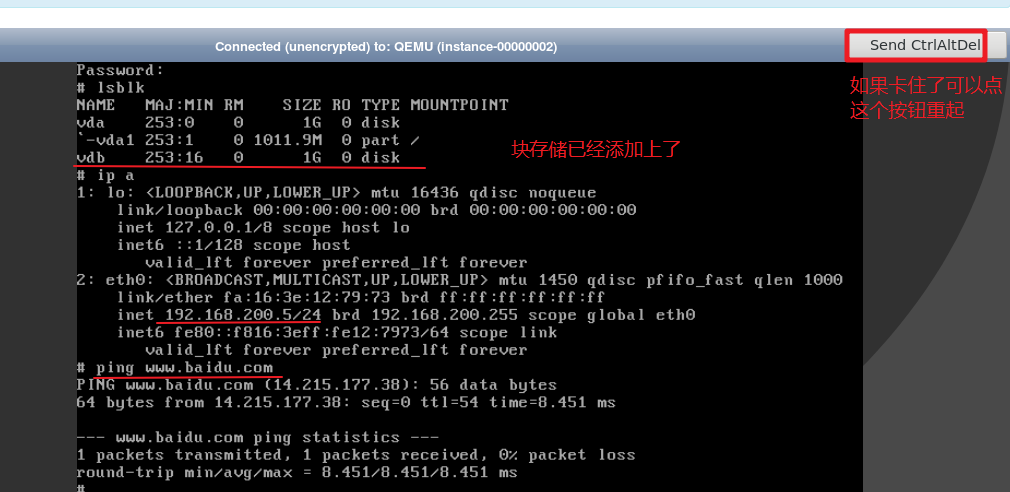 Connected (unencrypted) to: QEMU (instance-00000002)
Send CtrlAltDel
如果卡住了可以点
这个按钮重起
Password:
# lsblk
NAME   MAJ:MIN RM    SIZE RO TYPE MOUNTPOINT
vda    253:0    0      1G  0 disk
`-vda1 253:1    0 1011.9M  0 part /
vdb    253:16   0      1G  0 disk
块存储已经添加上了
# ip a
1: lo: <LOOPBACK,UP,LOWER_UP> mtu 16436 qdisc noqueue
link/loopback 00:00:00:00:00:00 brd 00:00:00:00:00:00
inet 127.0.0.1/8 scope host lo
inet6 ::1/128 scope host
valid_lft forever preferred_lft forever
2: eth0: <BROADCAST,MULTICAST,UP,LOWER_UP> mtu 1450 qdisc pfifo_fast qlen 1000
link/ether fa:16:3e:12:79:73 brd ff:ff:ff:ff:ff:ff
inet 192.168.200.5/24 brd 192.168.200.255 scope global eth0
inet6 fe80::f816:3eff:fe12:7973/64 scope link
valid_lft forever preferred_lft forever
# ping www.baidu.com
PING www.baidu.com (14.215.177.38): 56 data bytes
64 bytes from 14.215.177.38: seq=0 ttl=54 time=8.451 ms
--- www.baidu.com ping statistics ---
1 packets transmitted, 1 packets received, 0% packet loss
round-trip min/avg/max = 8.451/8.451/8.451 ms
#